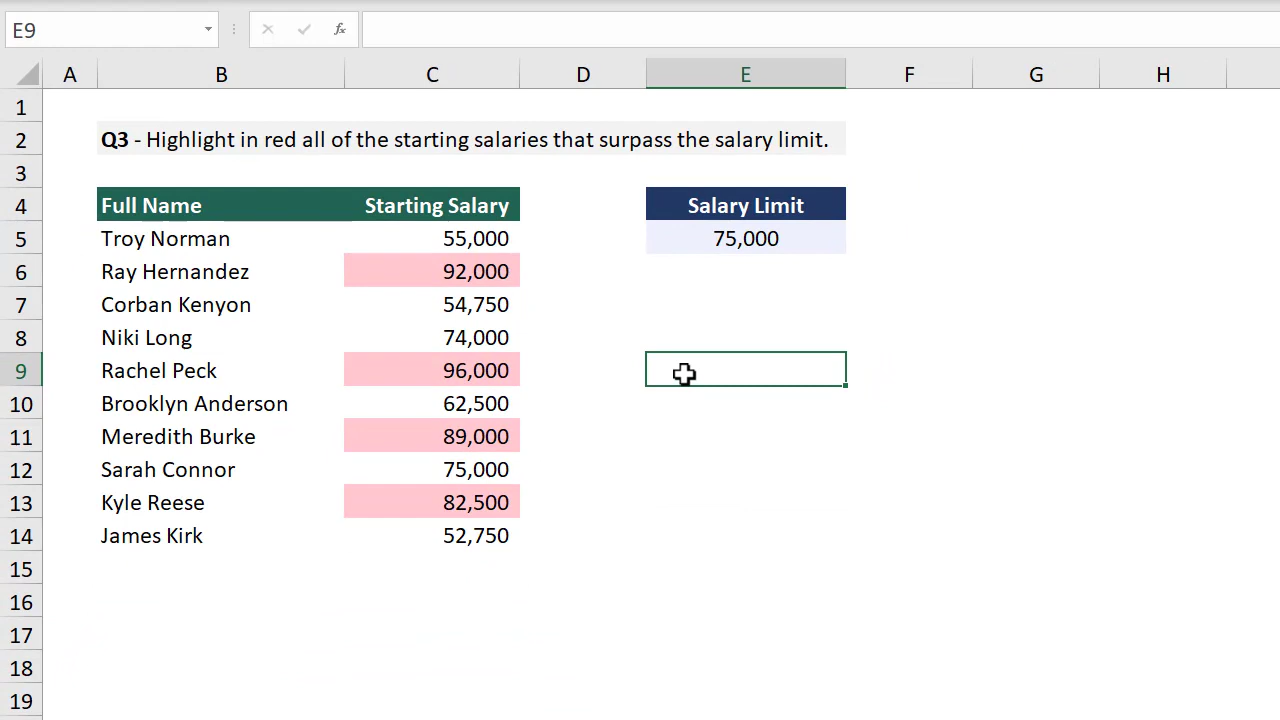 E9
fx
A B C D E F G H
1
2 Q3 - Highlight in red all of the starting salaries that surpass the salary limit.
3
4 Full Name Starting Salary Salary Limit
5 Troy Norman 55,000 75,000
6 Ray Hernandez 92,000
7 Corban Kenyon 54,750
8 Niki Long 74,000
9 Rachel Peck 96,000
10 Brooklyn Anderson 62,500
11 Meredith Burke 89,000
12 Sarah Connor 75,000
13 Kyle Reese 82,500
14 James Kirk 52,750
15
16
17
18
19